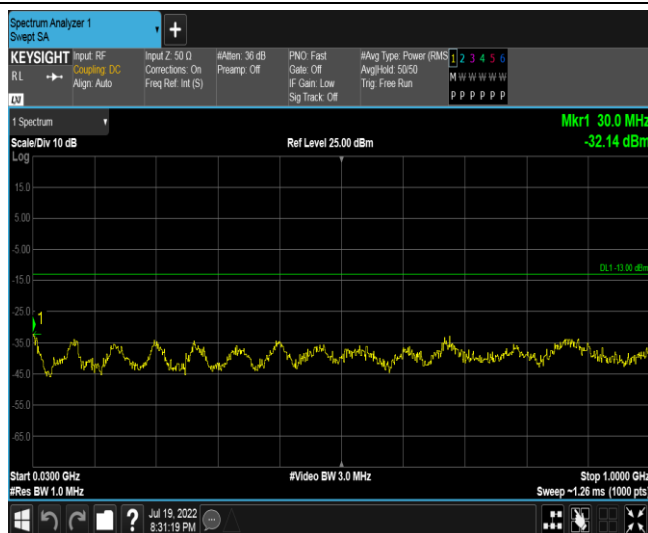 Spectrum Analyzer 1
Swept SA
+
KEYSIGHT Input: RF Input Z: 50 Ω #Atten: 36 dB PNO: Fast #Avg Type: Power (RMS 1 2 3 4 5 6
RL Coupling: DC Corrections: On Preamp: Off Gate: Off Avg|Hold: 50/50 M W W W W W
Align: Auto Freq Ref: Int (S) IF Gain: Low Trig: Free Run
Sig Track: Off P P P P P P
LXI
1 Spectrum Mkr1 30.0 MHz
Scale/Div 10 dB Ref Level 25.00 dBm -32.14 dBm
Log
15.0
5.00
-5.00
DL1 -13.00 dBm
-15.0
-25.0
1
-35.0
-45.0
-55.0
-65.0
Start 0.0300 GHz #Video BW 3.0 MHz Stop 1.0000 GHz
#Res BW 1.0 MHz Sweep ~1.26 ms (1000 pts)
? Jul 19, 2022
8:31:19 PM